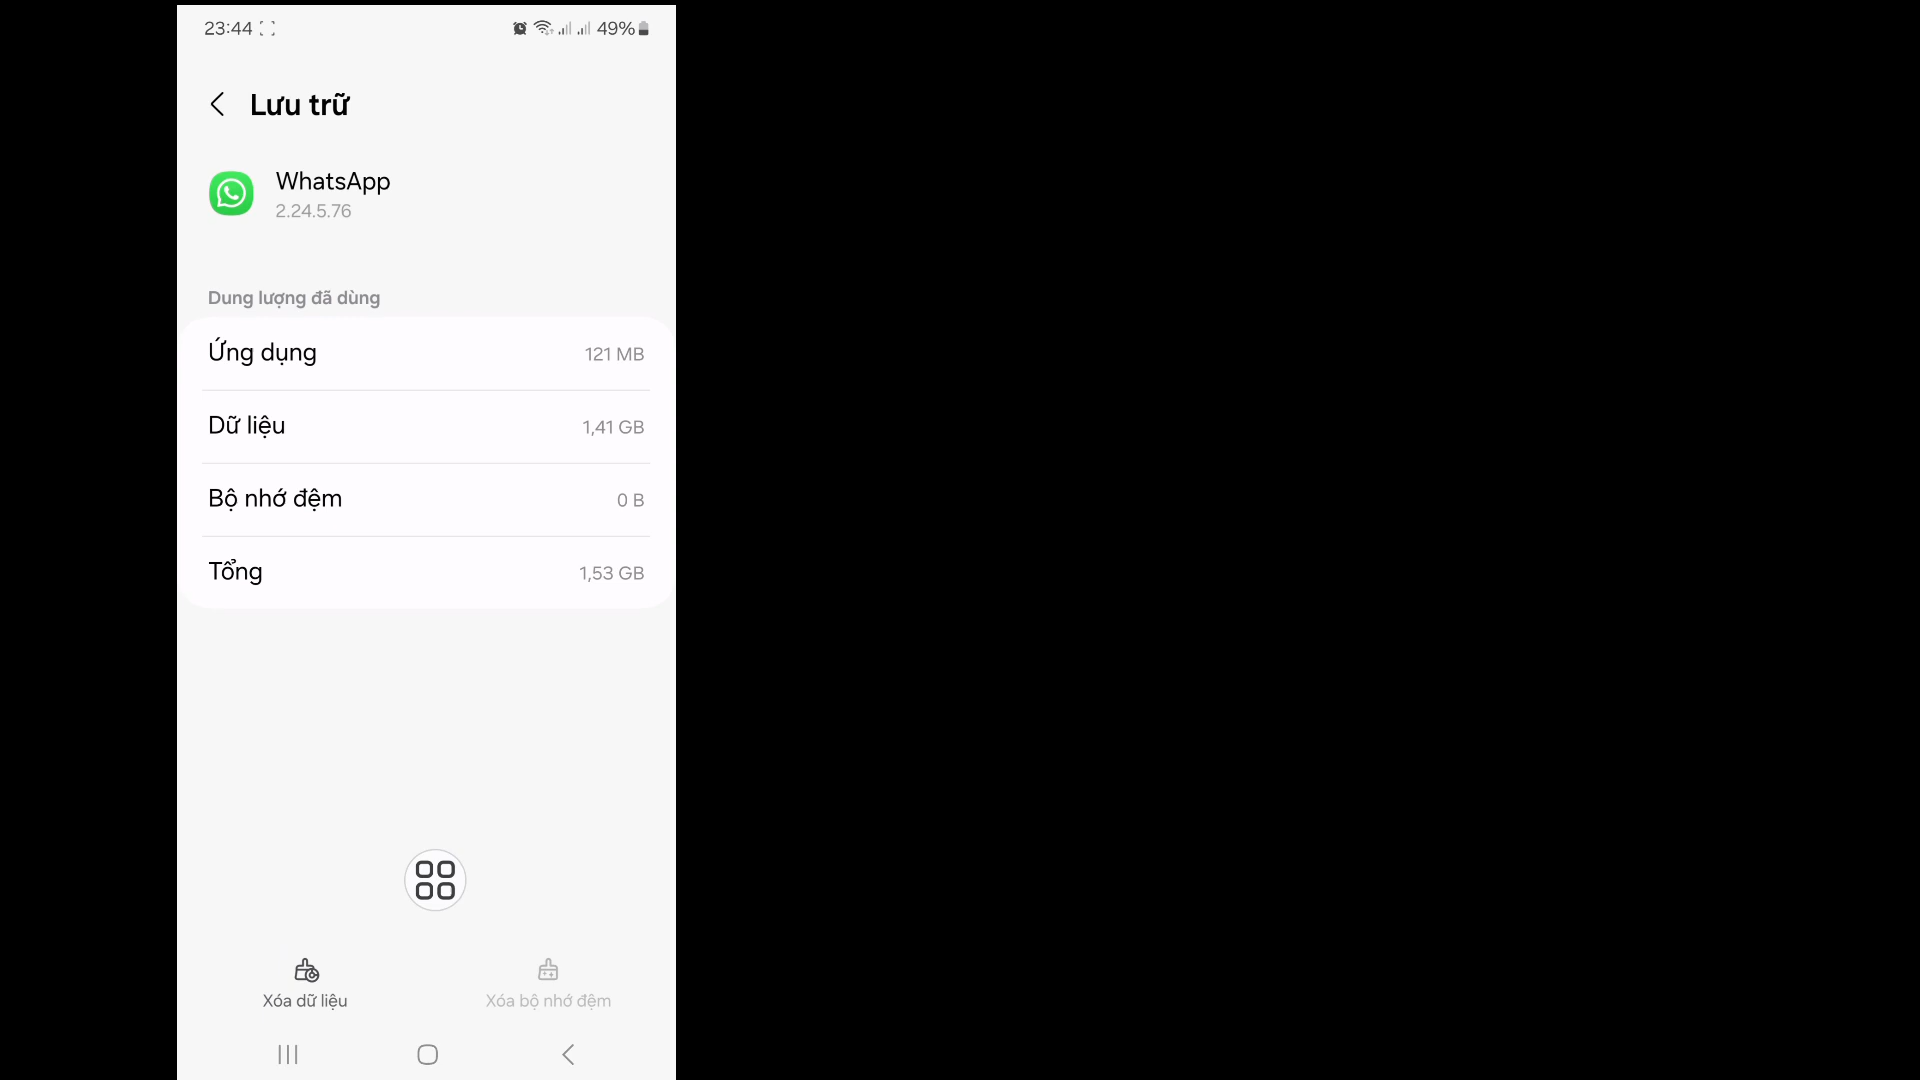 23:44 49%
Lưu trữ
WhatsApp
2.24.5.76
Dung lượng đã dùng
Ứng dụng 121 MB
Dữ liệu 1,41 GB
Bộ nhớ đệm 0 B
Tổng 1,53 GB
Xóa dữ liệu Xóa bộ nhớ đệm